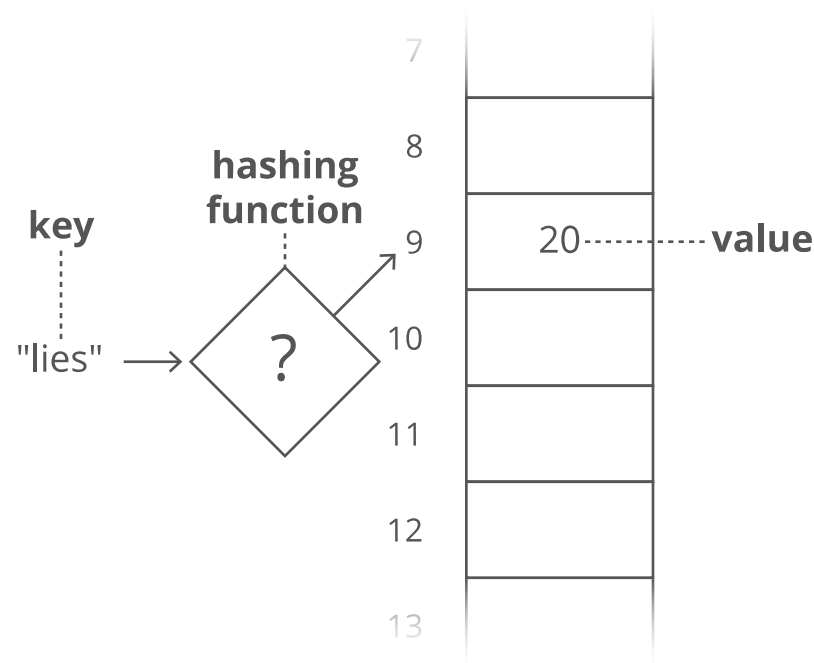 7
8
hashing
function
key
9
20
value
"lies"
?
10
11
12
13